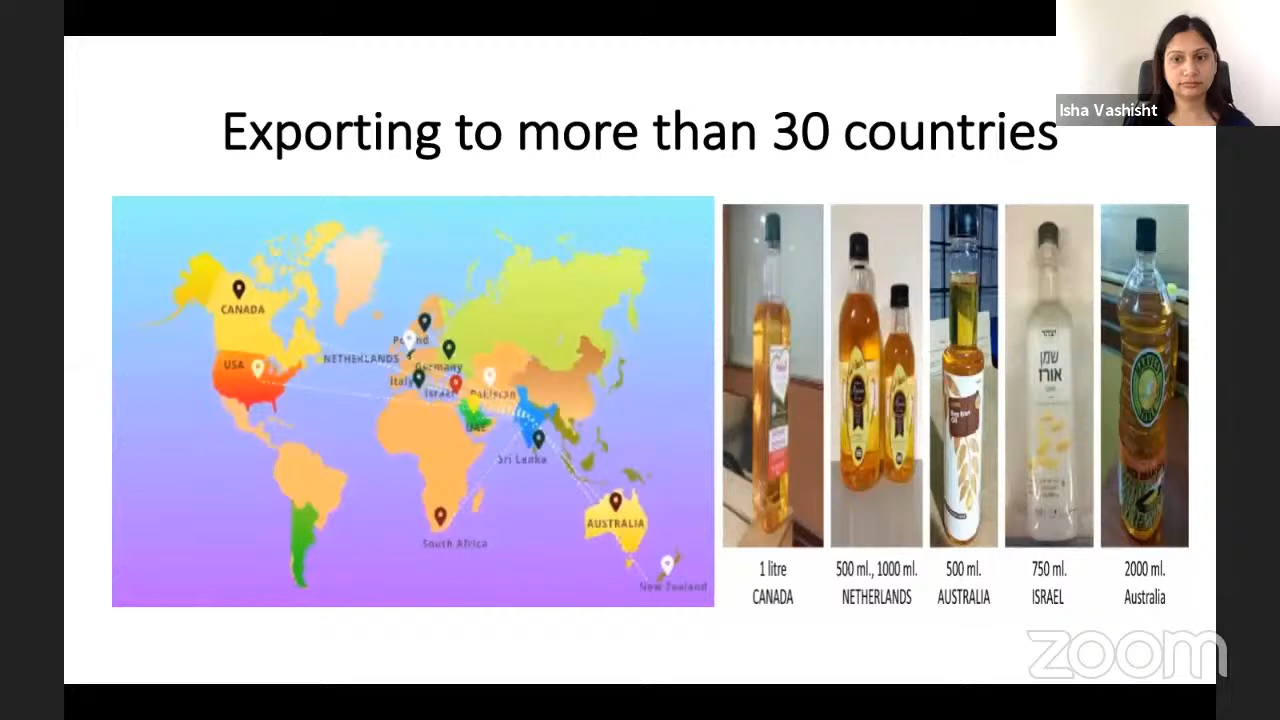 Isha Vashisht
Exporting to more than 30 countries
CANADA
USA
NETHERLANDS
Poland
Germany
Italy
Israel
Pakistan
UAE
Sri Lanka
South Africa
AUSTRALIA
New Zealand
שמן
אורז
1 litre
CANADA
500 ml., 1000 ml.
NETHERLANDS
500 ml.
AUSTRALIA
750 ml.
ISRAEL
2000 ml.
Australia
zoom